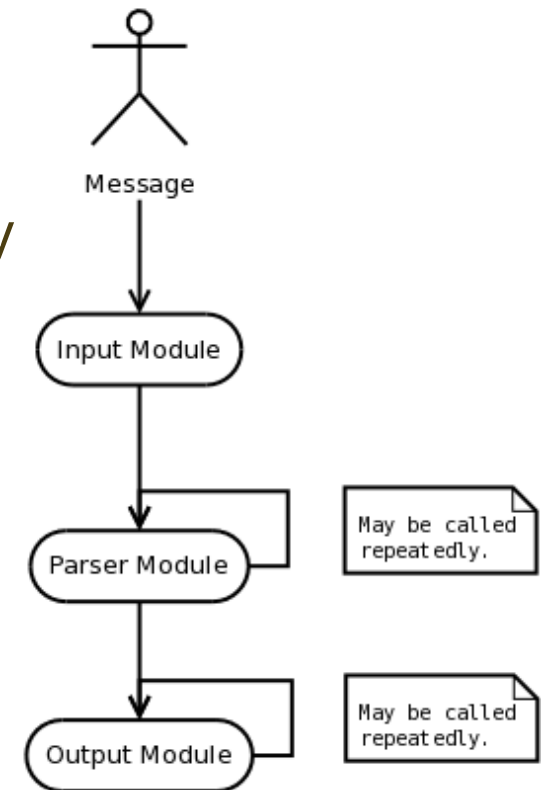 Message
y
Input Module
May be called
repeatedly.
Parser Module
May be called
repeatedly.
Output Module